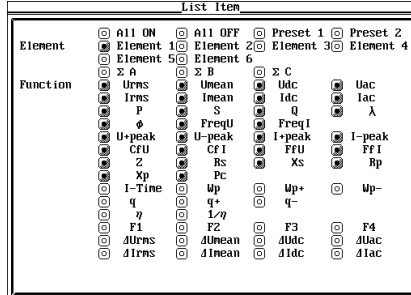 List Item
All ON All OFF Preset 1 Preset 2
Element Element 1 Element 2 Element 3 Element 4
Element 5 Element 6
Σ A Σ B Σ C
Function Urms Umean Udc Uac
Irms Imean Idc Iac
P S Q λ
ϕ FreqU FreqI
U+peak U-peak I+peak I-peak
CfU CfI FfU FfI
Z Rs Xs Rp
Xp Pc
I-Time Wp Wp+ Wp-
q q+ q-
η 1/η
F1 F2 F3 F4
ΔUrms ΔUmean ΔUdc ΔUac
ΔIrms ΔImean ΔIdc ΔIac